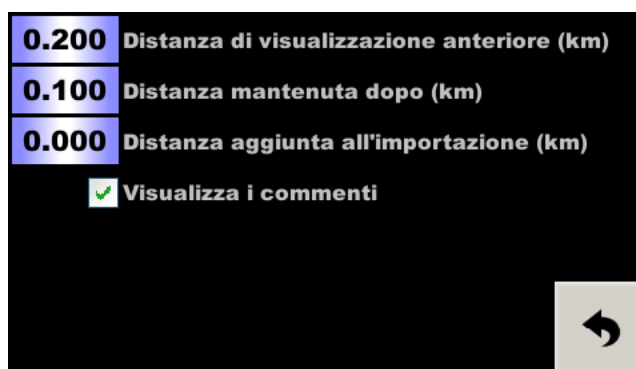 0.200 Distanza di visualizzazione anteriore (km)
0.100 Distanza mantenuta dopo (km)
0.000 Distanza aggiunta all'importazione (km)
Visualizza i commenti